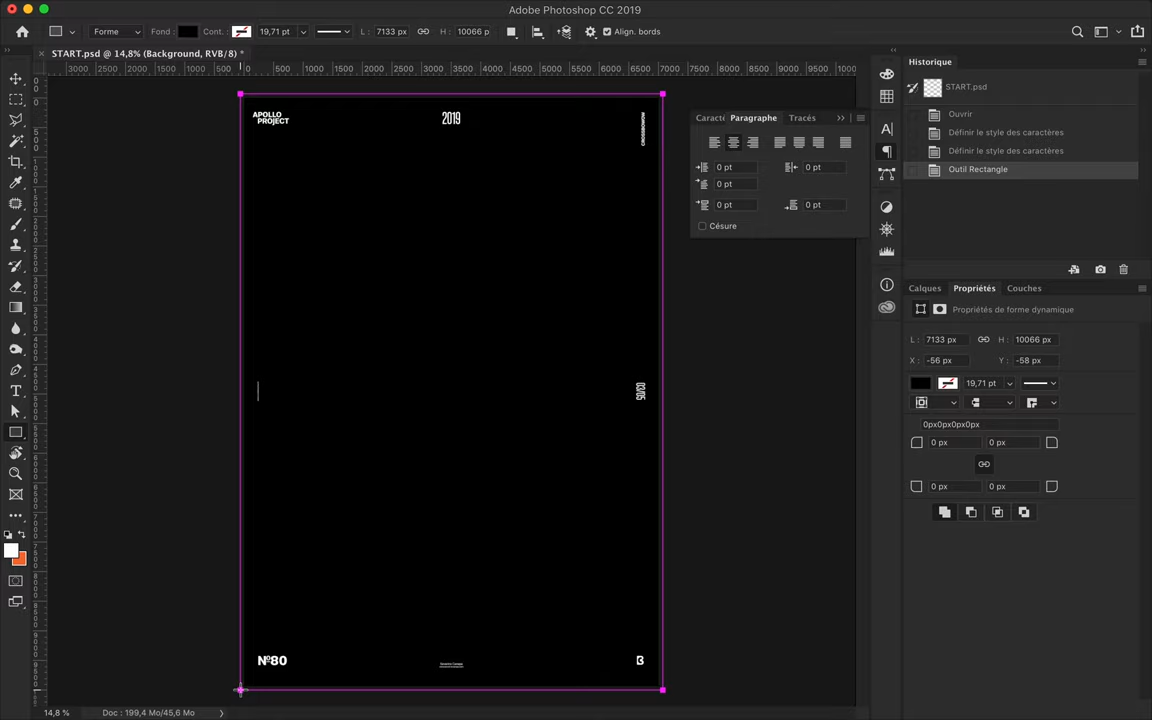 Adobe Photoshop CC 2019
Forme
Fond :
Cont. :
19,71 pt
L : 7133 px
H : 10066 p
Align. bords
START.psd @ 14,8% (Background, RVB/8) *
3000 2500 2000 1500 1000 500 0 500 1000 1500 2000 2500 3000 3500 4000 4500 5000 5500 6000 6500 7000 7500 8000 8500 9000 9500 1000
Historique
START.psd
Ouvrir
Définir le style des caractères
Définir le style des caractères
Outil Rectangle
APOLLO
PROJECT
2019
MONOBOSCO
03/05
Nº80
B
Caracté Paragraphe Tracés
0 pt 0 pt
0 pt
0 pt 0 pt
Césure
Calques Propriétés Couches
Propriétés de forme dynamique
L : 7133 px H : 10066 px
X : -56 px Y : -58 px
19,71 pt
0px0px0px0px
0 px 0 px
0 px 0 px
14,8 % Doc : 199,4 Mo/45,6 Mo